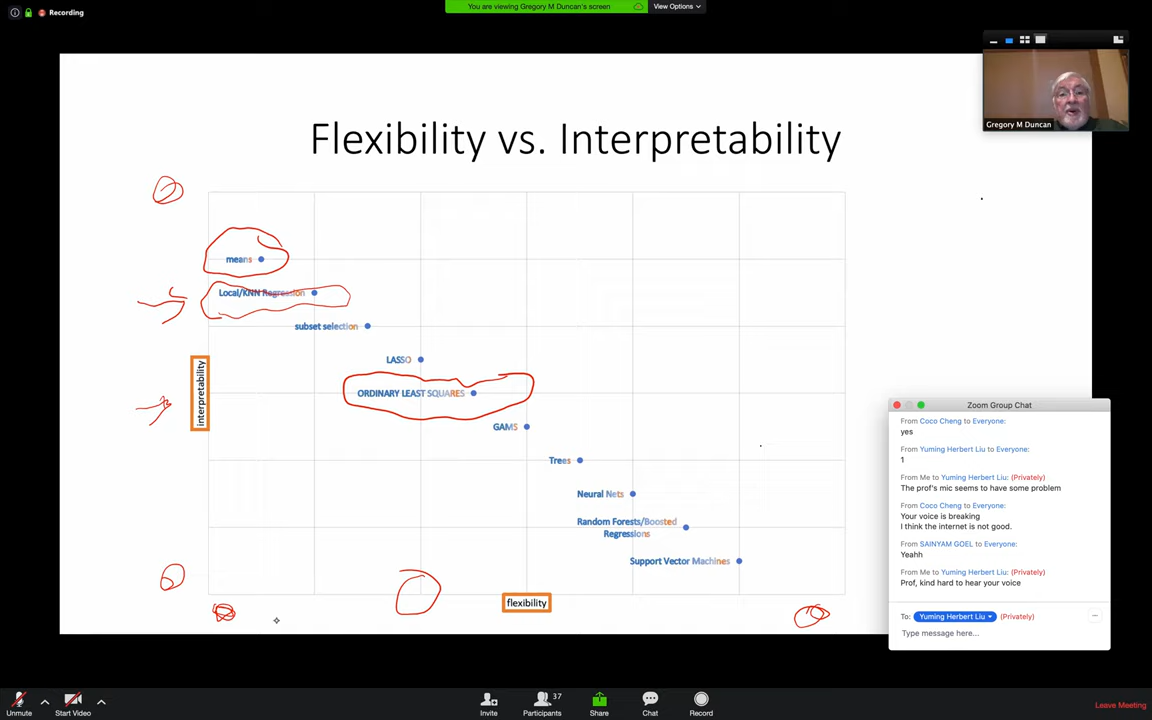 Recording
You are viewing Gregory M Duncan's screen
View Options
Gregory M Duncan
Flexibility vs. Interpretability
means
Local/KNN Regression
subset selection
LASSO
interpretability
ORDINARY LEAST SQUARES
GAMS
Trees
Neural Nets
Random Forests/Boosted
Regressions
Support Vector Machines
flexibility
Zoom Group Chat
From Coco Cheng to Everyone:
yes
From Yuming Herbert Liu to Everyone:
1
From Me to Yuming Herbert Liu: (Privately)
The prof's mic seems to have some problem
From Coco Cheng to Everyone:
Your voice is breaking
I think the internet is not good.
From SAINYAM GOEL to Everyone:
Yeahh
From Me to Yuming Herbert Liu: (Privately)
Prof, kind hard to hear your voice
To: Yuming Herbert Liu (Privately)
Type message here...
Unmute
Start Video
Invite
Participants 37
Share
Chat
Record
Leave Meeting